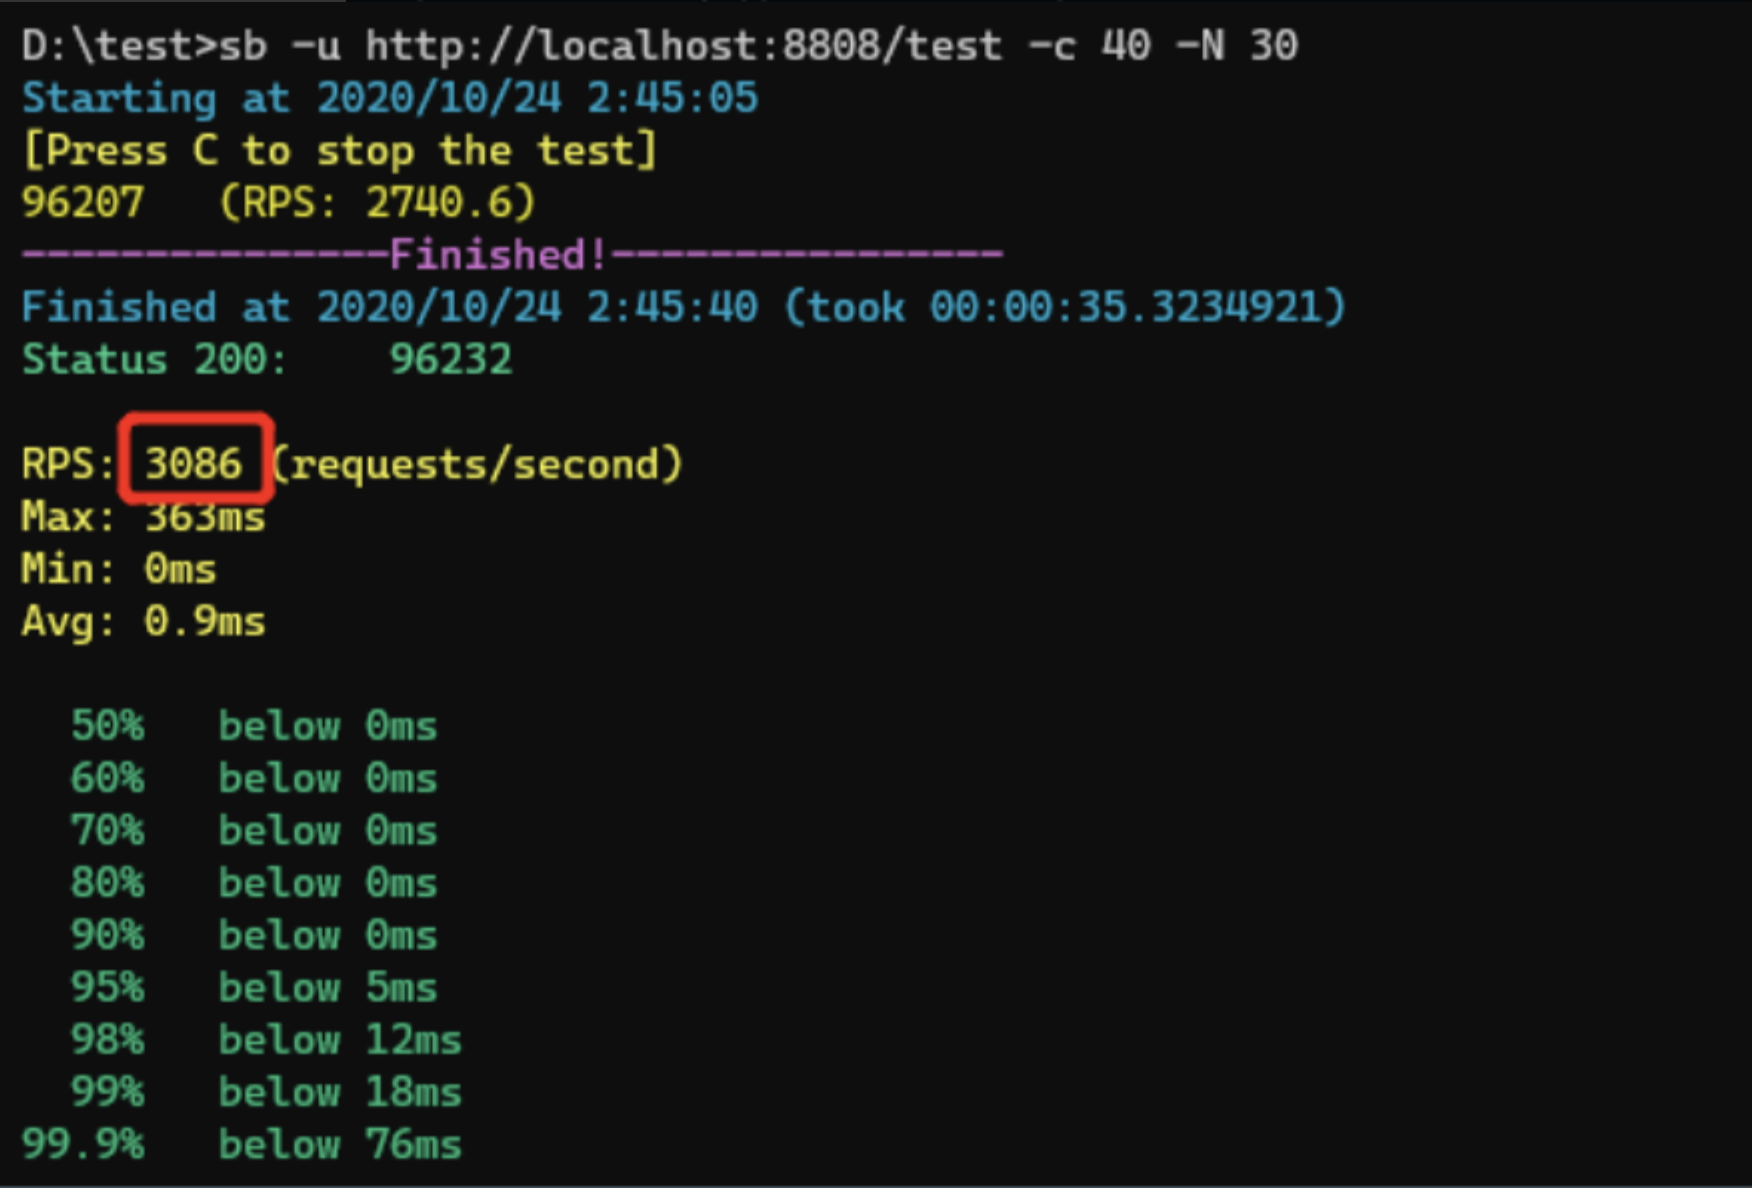 D:\test>sb -u http://localhost:8808/test -c 40 -N 30
Starting at 2020/10/24 2:45:05
[Press C to stop the test]
96207   (RPS: 2740.6)
---------------Finished!----------------
Finished at 2020/10/24 2:45:40 (took 00:00:35.3234921)
Status 200:    96232
RPS: 3086 (requests/second)
Max: 363ms
Min: 0ms
Avg: 0.9ms
50%   below 0ms
60%   below 0ms
70%   below 0ms
80%   below 0ms
90%   below 0ms
95%   below 5ms
98%   below 12ms
99%   below 18ms
99.9%   below 76ms